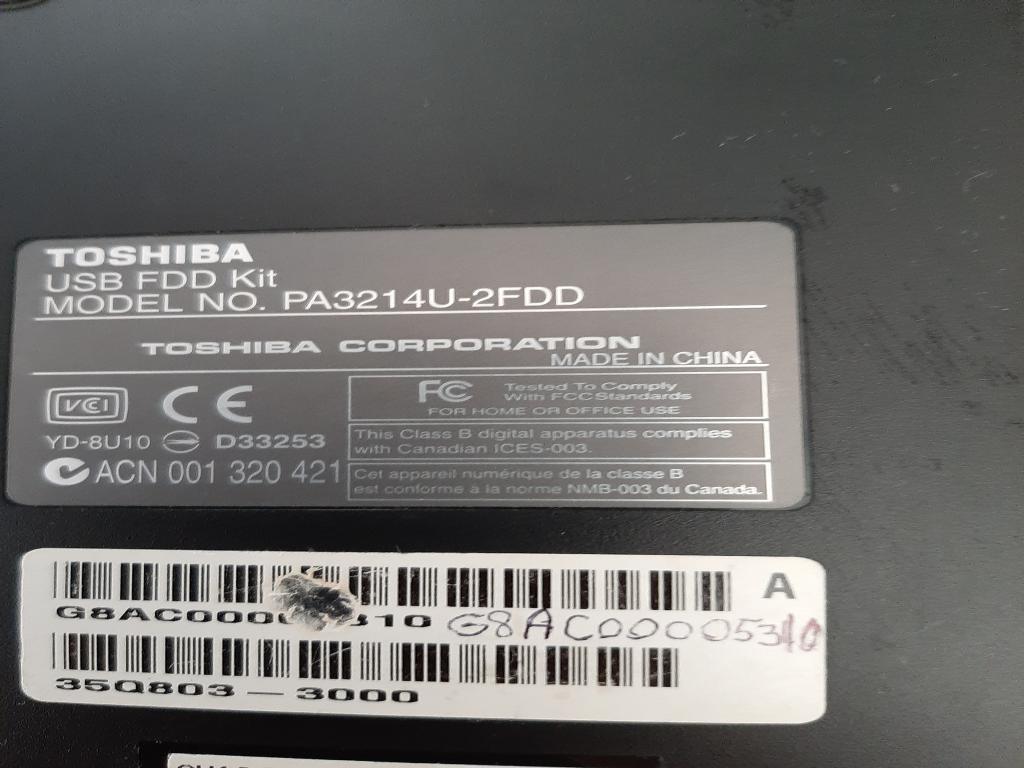 TOSHIBA
USB FDD Kit
MODEL NO. PA3214U-2FDD
TOSHIBA CORPORATION
MADE IN CHINA
VCI CE
YD-8U10 D33253
ACN 001 320 421
FC Tested To Comply
With FCC Standards
FOR HOME OR OFFICE USE
This Class B digital apparatus complies
with Canadian ICES-003.
Cet appareil numérique de la classe B
est conforme à la norme NMB-003 du Canada.
A
G8AC00005310
35Q803-3000